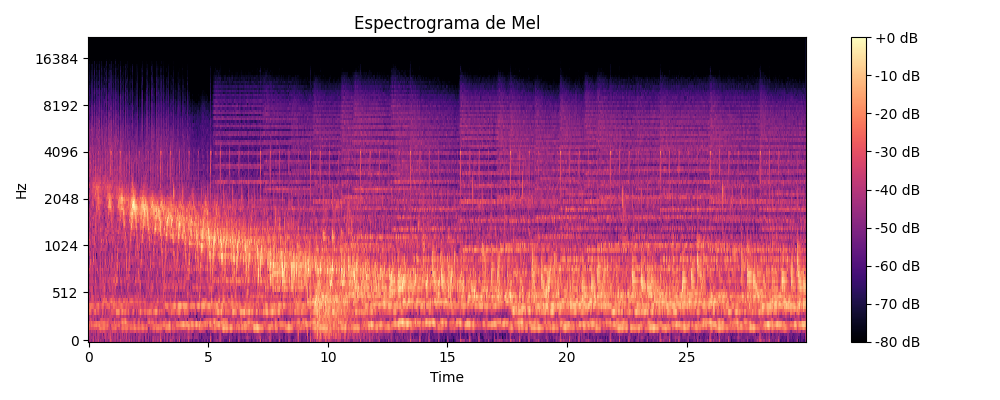 Espectrograma de Mel
Hz
16384
8192
4096
2048
1024
512
0
0 5 10 15 20 25
Time
+0 dB
-10 dB
-20 dB
-30 dB
-40 dB
-50 dB
-60 dB
-70 dB
-80 dB